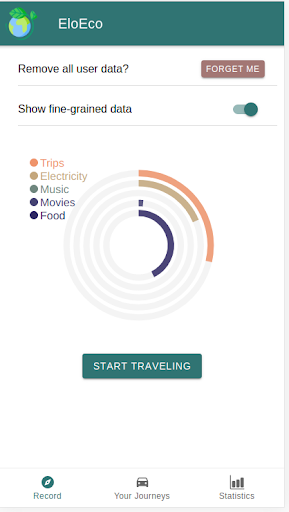 EloEco
Remove all user data?
FORGET ME
Show fine-grained data
Trips
Electricity
Music
Movies
Food
START TRAVELING
Record
Your Journeys
Statistics